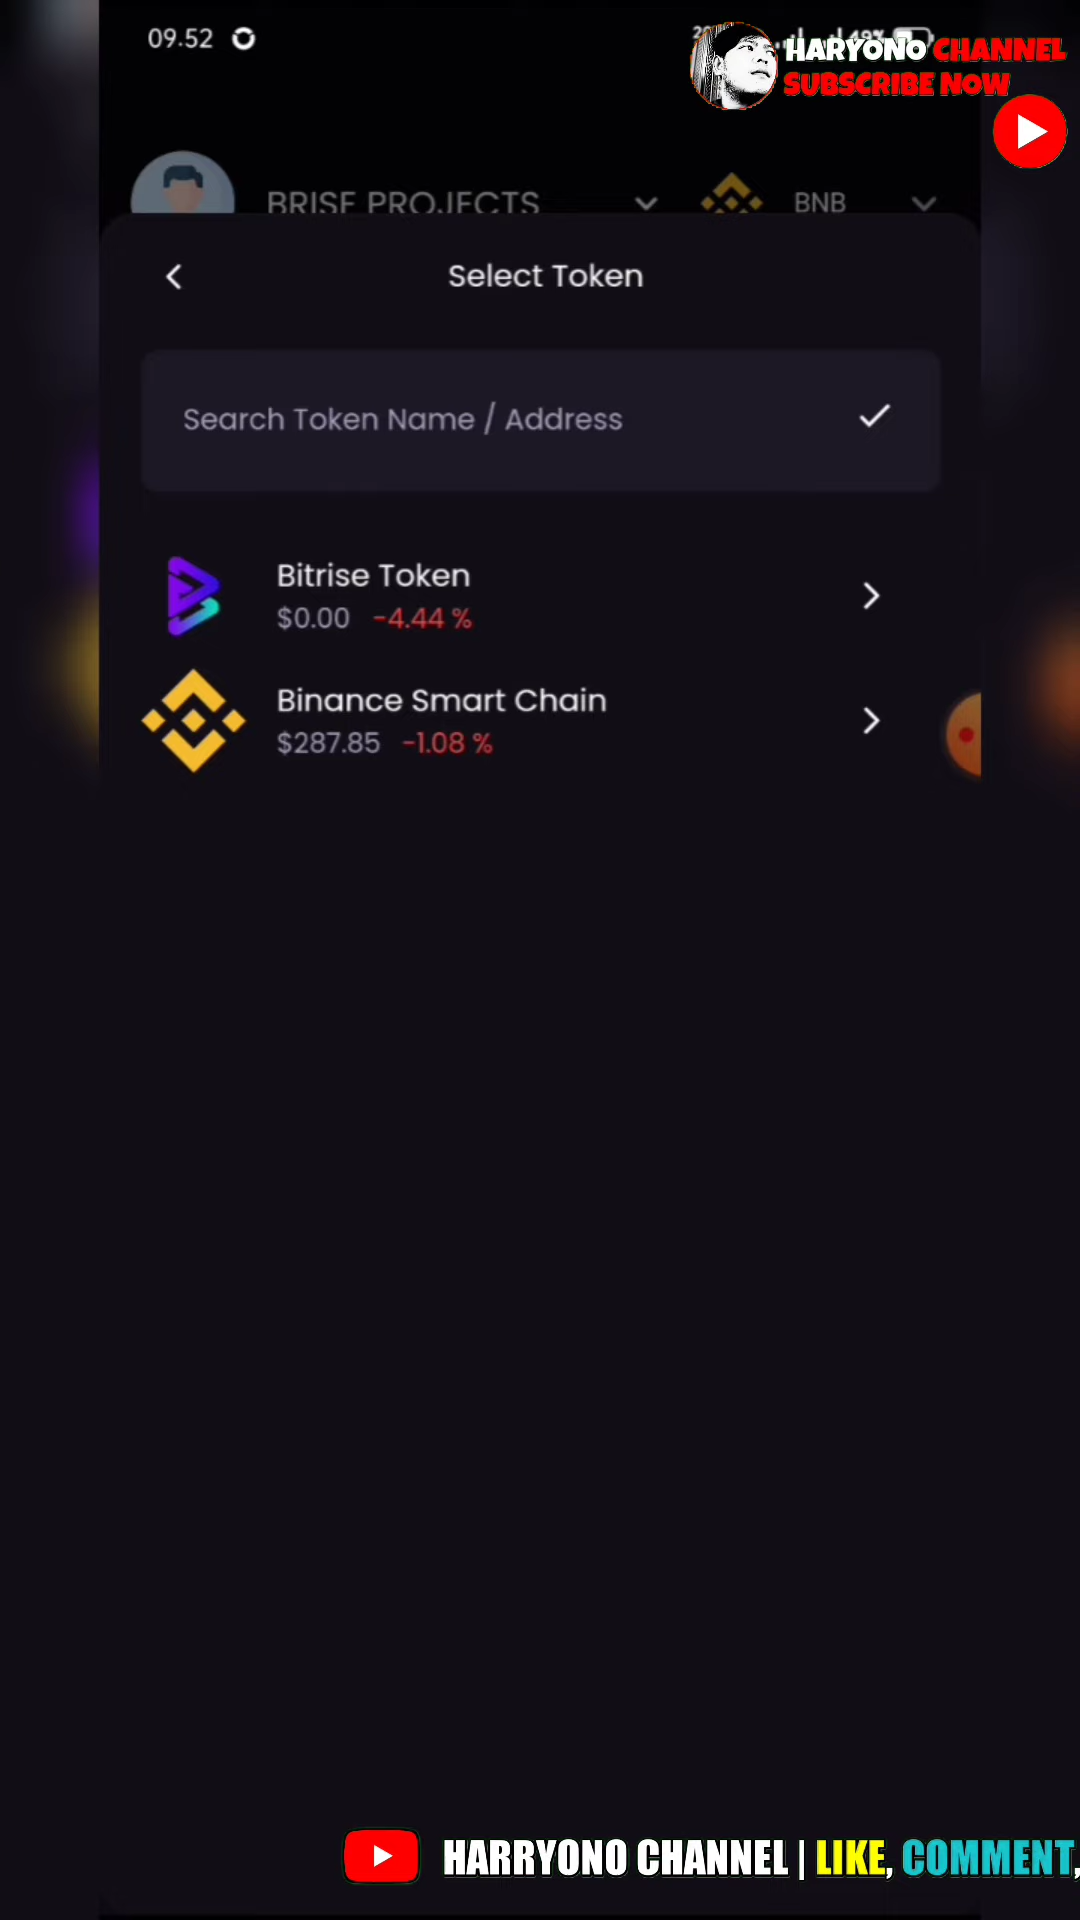 09.52
49%
HARYONO CHANNEL
SUBSCRIBE NOW
BRISE PROJECTS
BNB
Select Token
Search Token Name / Address
Bitrise Token
$0.00 -4.44 %
Binance Smart Chain
$287.85 -1.08 %
HARRYONO CHANNEL | LIKE, COMMENT,